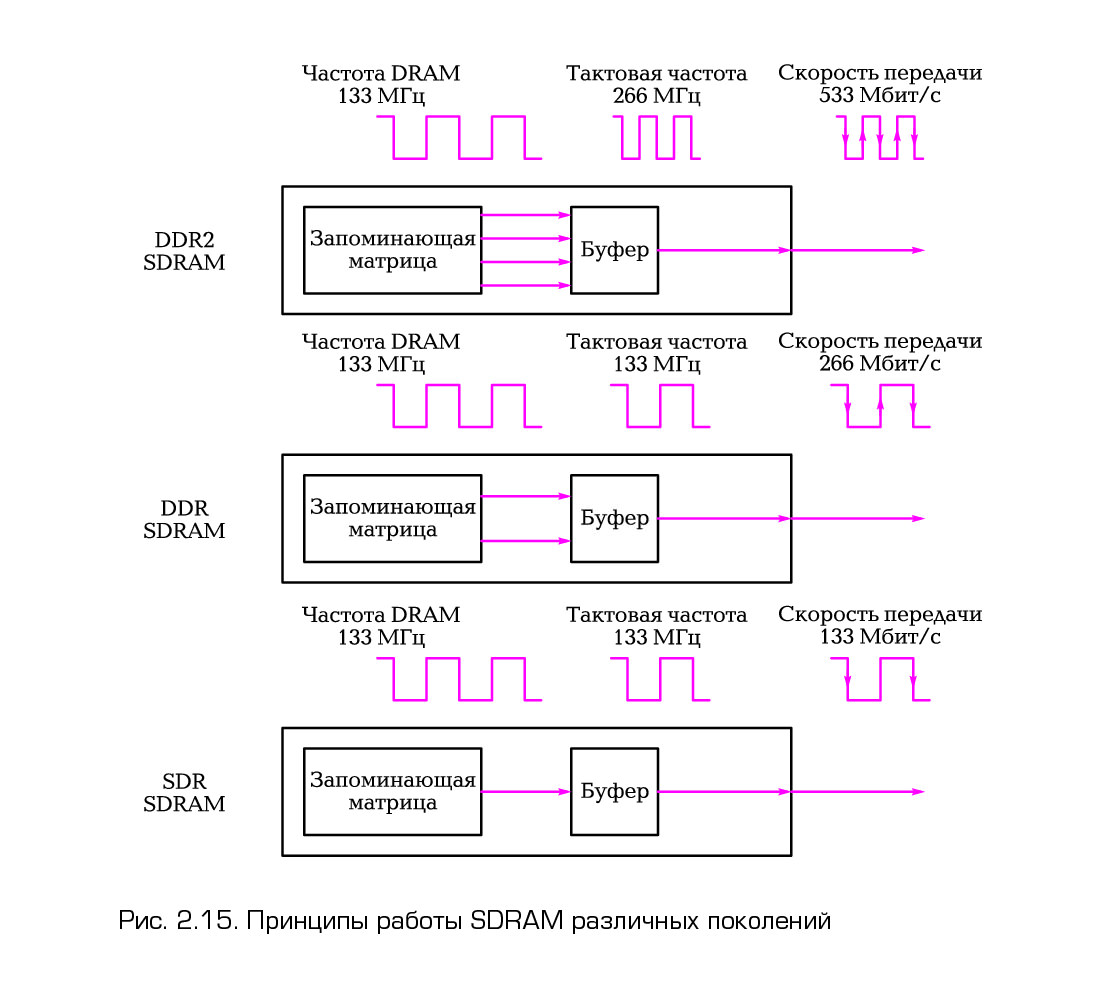 Частота DRAM
133 МГц
Тактовая частота
266 МГц
Скорость передачи
533 Мбит/с
DDR2
SDRAM
Запоминающая
матрица
Буфер
Частота DRAM
133 МГц
Тактовая частота
133 МГц
Скорость передачи
266 Мбит/с
DDR
SDRAM
Запоминающая
матрица
Буфер
Частота DRAM
133 МГц
Тактовая частота
133 МГц
Скорость передачи
133 Мбит/с
SDR
SDRAM
Запоминающая
матрица
Буфер
Рис. 2.15. Принципы работы SDRAM различных поколений